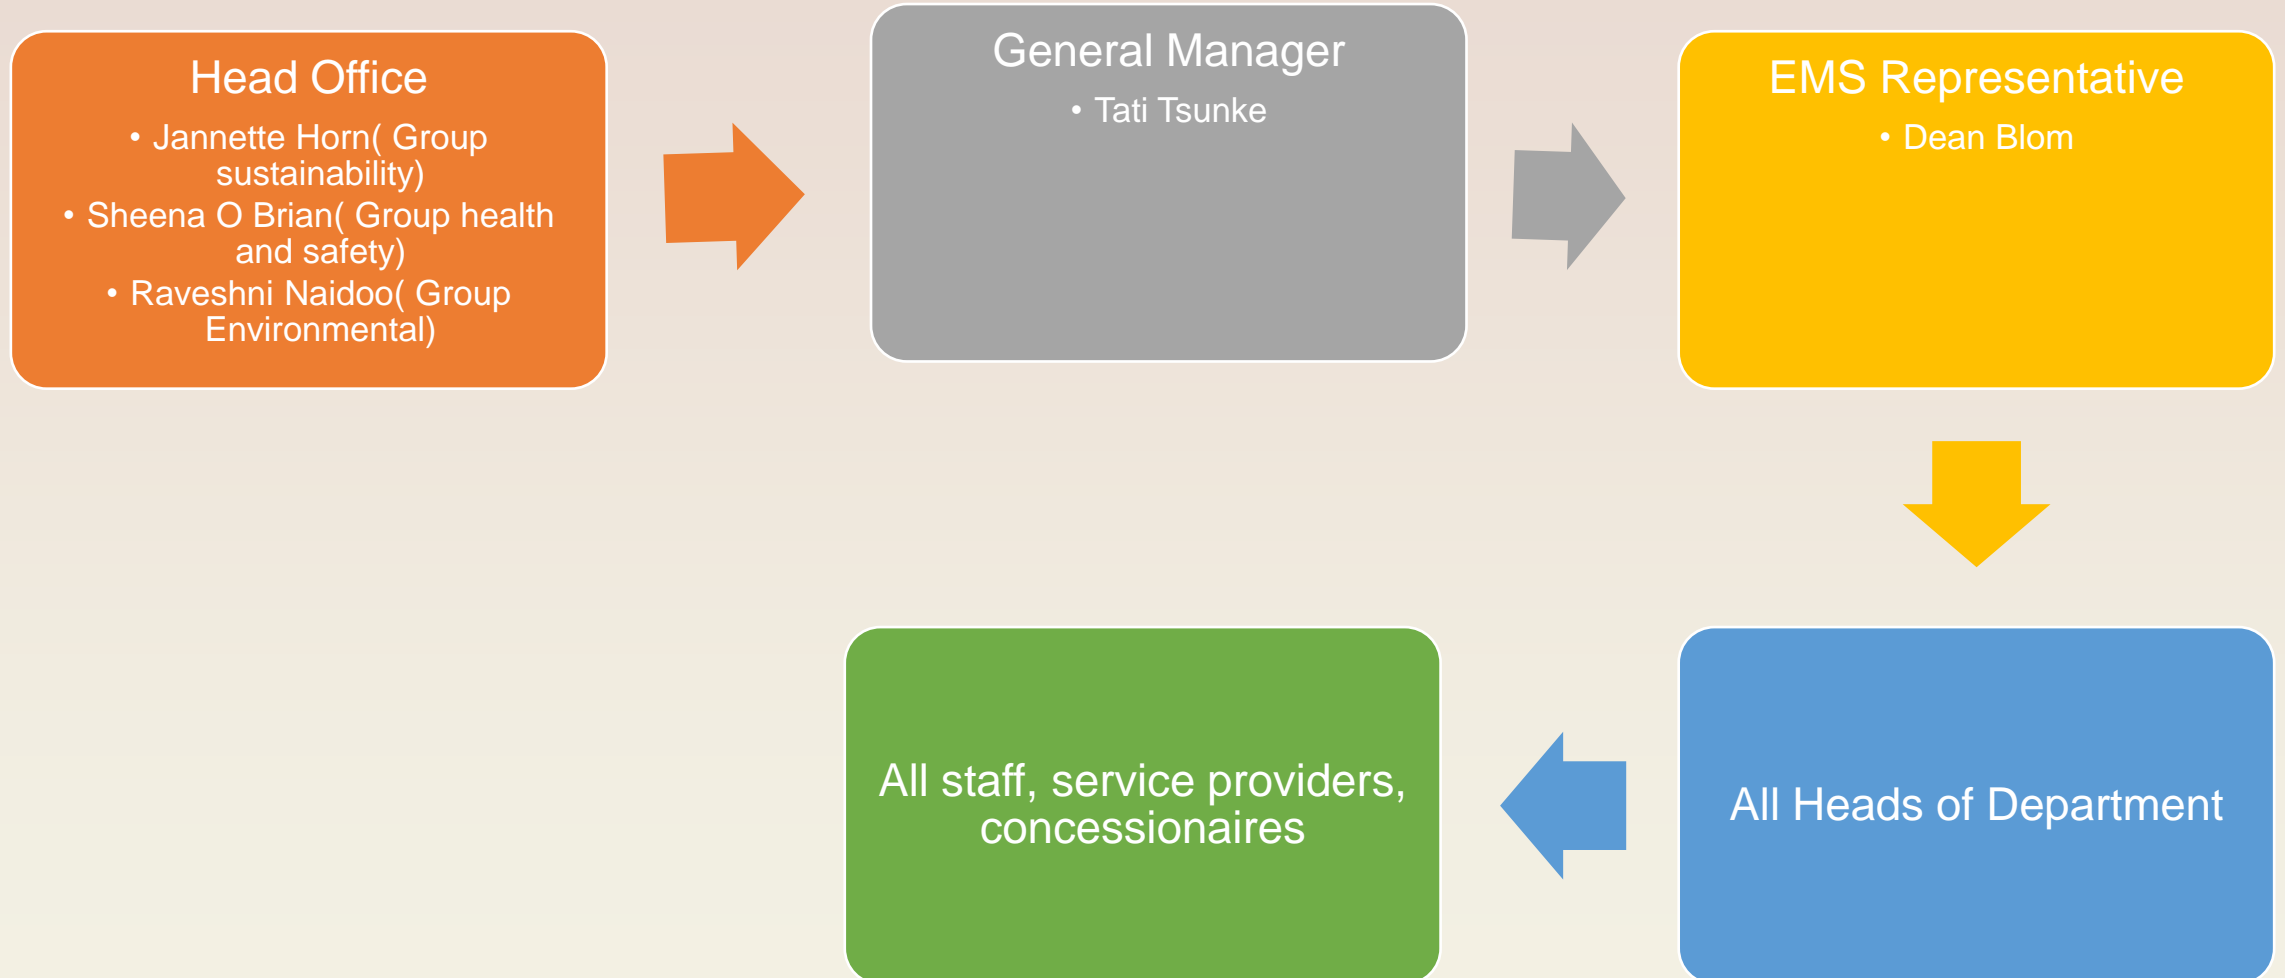 Head Office
• Jannette Horn( Group
sustainability)
• Sheena O Brian( Group health
and safety)
• Raveshni Naidoo( Group
Environmental)
General Manager
• Tati Tsunke
EMS Representative
• Dean Blom
All Heads of Department
All staff, service providers,
concessionaires